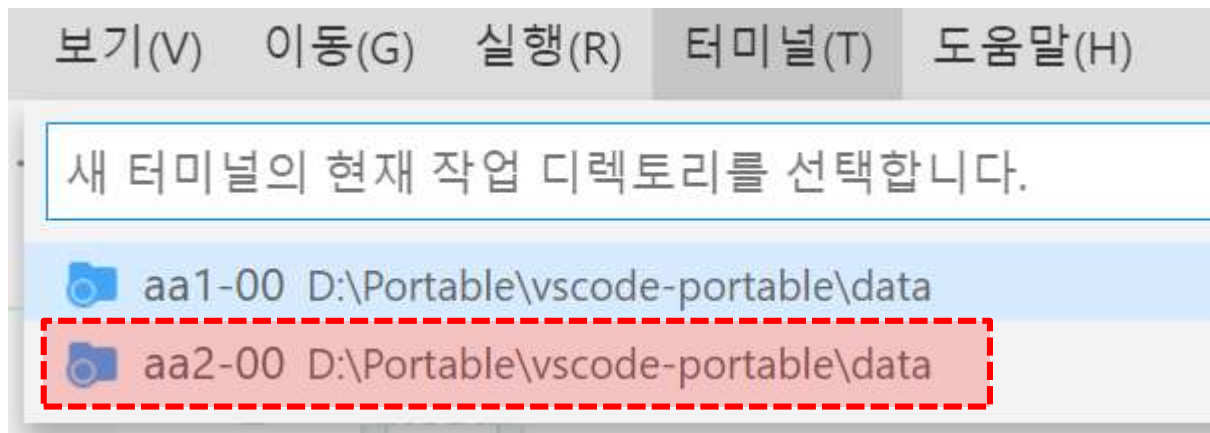 보기(V) 이동(G) 실행(R) 터미널(T) 도움말(H)
새 터미널의 현재 작업 디렉토리를 선택합니다.
aa1-00 D:\Portable\vscode-portable\data
aa2-00 D:\Portable\vscode-portable\data